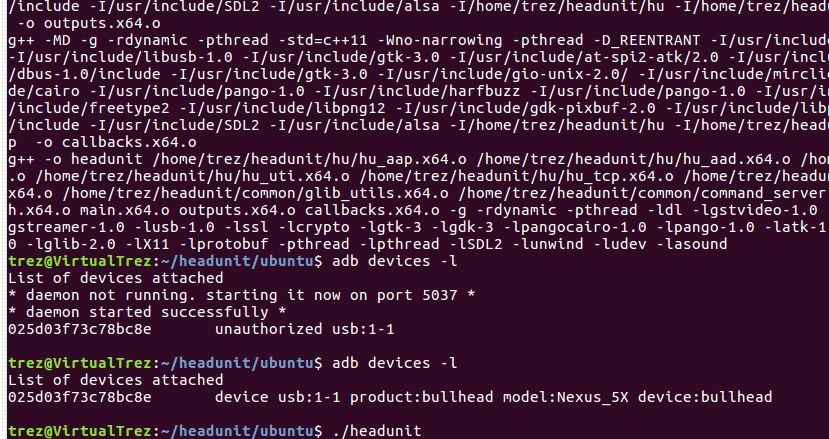 /include -I/usr/include/SDL2 -I/usr/include/alsa -I/home/trez/headunit/hu -I/home/trez/head
 -o outputs.x64.o
g++ -MD -g -rdynamic -pthread -std=c++11 -Wno-narrowing -pthread -D_REENTRANT -I/usr/include
-I/usr/include/libusb-1.0 -I/usr/include/gtk-3.0 -I/usr/include/at-spi2-atk/2.0 -I/usr/incl
/dbus-1.0/include -I/usr/include/gtk-3.0 -I/usr/include/gio-unix-2.0/ -I/usr/include/mircli
de/cairo -I/usr/include/pango-1.0 -I/usr/include/harfbuzz -I/usr/include/pango-1.0 -I/usr/i
/include/freetype2 -I/usr/include/libpng12 -I/usr/include/gdk-pixbuf-2.0 -I/usr/include/lib
/include -I/usr/include/SDL2 -I/usr/include/alsa -I/home/trez/headunit/hu -I/home/trez/head
p  -o callbacks.x64.o
g++ -o headunit /home/trez/headunit/hu/hu_aap.x64.o /home/trez/headunit/hu/hu_aad.x64.o /ho
.o /home/trez/headunit/hu/hu_uti.x64.o /home/trez/headunit/hu/hu_tcp.x64.o /home/trez/headu
x64.o /home/trez/headunit/common/glib_utils.x64.o /home/trez/headunit/common/command_server
h.x64.o main.x64.o outputs.x64.o callbacks.x64.o -g -rdynamic -pthread -ldl -lgstvideo-1.0
gstreamer-1.0 -lusb-1.0 -lssl -lcrypto -lgtk-3 -lgdk-3 -lpangocairo-1.0 -lpango-1.0 -latk-1
0 -lglib-2.0 -lX11 -lprotobuf -pthread -lpthread -lSDL2 -lunwind -ludev -lasound
trez@VirtualTrez:~/headunit/ubuntu$ adb devices -l
List of devices attached
* daemon not running. starting it now on port 5037 *
* daemon started successfully *
025d03f73c78bc8e       unauthorized usb:1-1
trez@VirtualTrez:~/headunit/ubuntu$ adb devices -l
List of devices attached
025d03f73c78bc8e       device usb:1-1 product:bullhead model:Nexus_5X device:bullhead
trez@VirtualTrez:~/headunit/ubuntu$ ./headunit